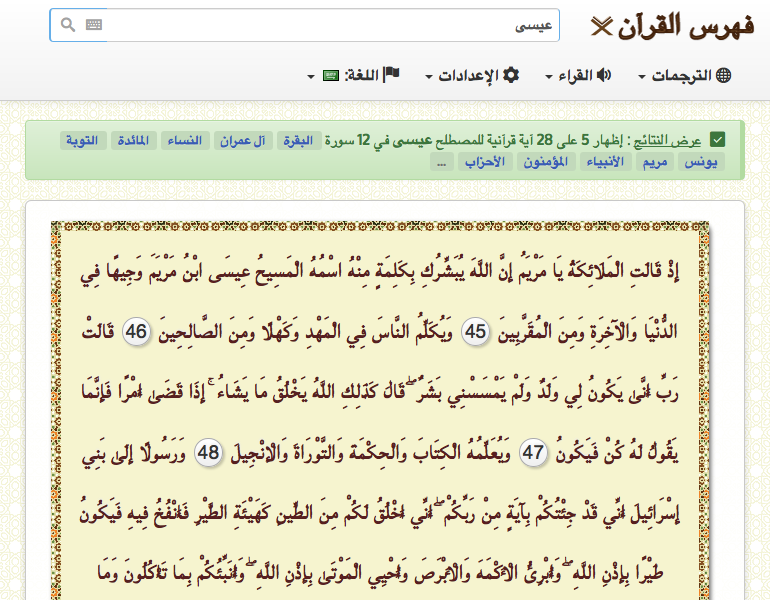 فهرس القرآن
عيسى
الترجمات القراء الإعدادات اللغة:
عرض النتائج : إظهار 5 على 28 آية قرآنية للمصطلح عيسى في 12 سورة البقرة آل عمران النساء المائدة التوبة
يونس مريم الأنبياء المؤمنون الأحزاب ...
إِذْ قَالَتِ الْمَلَائِكَةُ يَا مَرْيَمُ إِنَّ اللَّهَ يُبَشِّرُكِ بِكَلِمَةٍ مِنْهُ اسْمُهُ الْمَسِيحُ عِيسَى ابْنُ مَرْيَمَ وَجِيهًا فِي
الدُّنْيَا وَالْآخِرَةِ وَمِنَ الْمُقَرَّبِينَ 45 وَيُكَلِّمُ النَّاسَ فِي الْمَهْدِ وَكَهْلًا وَمِنَ الصَّالِحِينَ 46 قَالَتْ
رَبِّ أَنَّى يَكُونُ لِي وَلَدٌ وَلَمْ يَمْسَسْنِي بَشَرٌ ۖ قَالَ كَذَلِكِ اللَّهُ يَخْلُقُ مَا يَشَاءُ ۚ إِذَا قَضَى أَمْرًا فَإِنَّمَا
يَقُولُ لَهُ كُنْ فَيَكُونُ 47 وَيُعَلِّمُهُ الْكِتَابَ وَالْحِكْمَةَ وَالتَّوْرَاةَ وَالْإِنْجِيلَ 48 وَرَسُولًا إِلَى بَنِي
إِسْرَائِيلَ أَنِّي قَدْ جِئْتُكُمْ بِآيَةٍ مِنْ رَبِّكُمْ ۖ أَنِّي أَخْلُقُ لَكُمْ مِنَ الطِّينِ كَهَيْئَةِ الطَّيْرِ فَأَنْفُخُ فِيهِ فَيَكُونُ
طَيْرًا بِإِذْنِ اللَّهِ ۖ وَأُبْرِئُ الْأَكْمَهَ وَالْأَبْرَصَ وَأُحْيِي الْمَوْتَى بِإِذْنِ اللَّهِ ۖ وَأُنَبِّئُكُمْ بِمَا تَأْكُلُونَ وَمَا